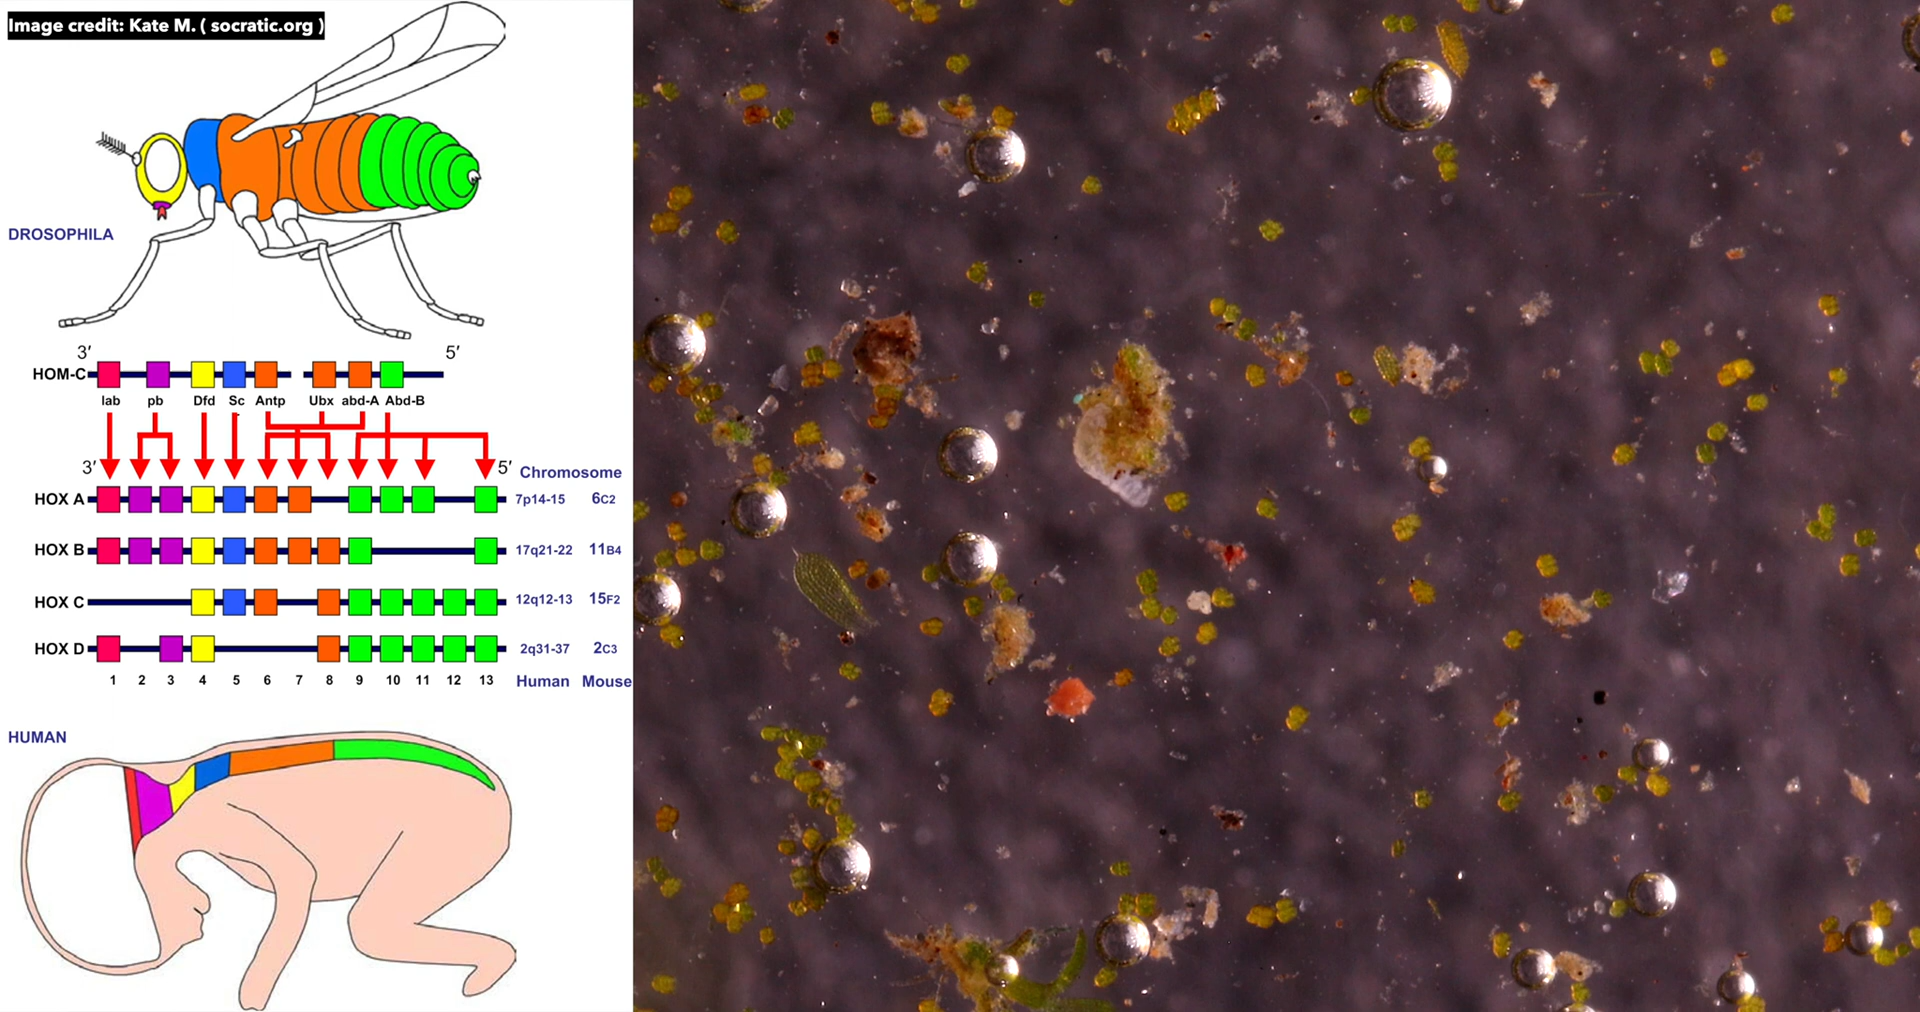 Image credit: Kate M. ( socratic.org )
DROSOPHILA
3′ 5′
HOM-C
lab pb Dfd Sc Antp Ubx abd-A Abd-B
3′ 5′ Chromosome
HOX A 7p14-15 6C2
HOX B 17q21-22 11B4
HOX C 12q12-13 15F2
HOX D 2q31-37 2C3
1 2 3 4 5 6 7 8 9 10 11 12 13 Human Mouse
HUMAN